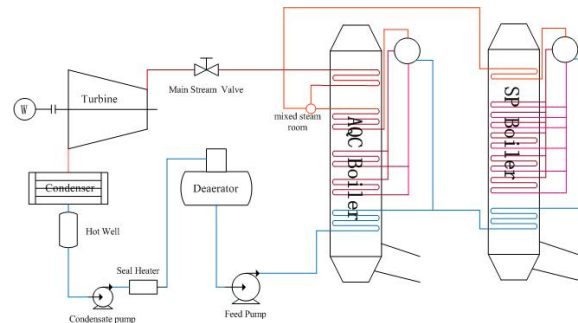 Turbine
W
Main Stream Valve
mixed steam
room
AQC Boiler
SP Boiler
Condenser
Deaerator
Hot Well
Seal Heater
Condensate pump
Feed Pump